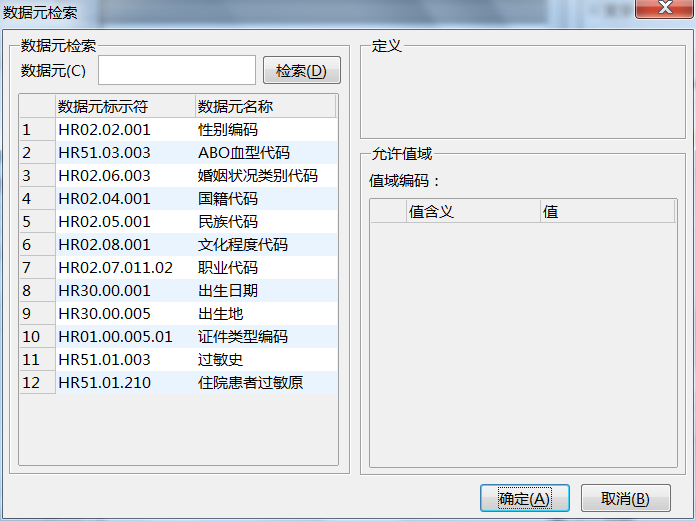 数据元检索
数据元检索
数据元(C)
检索(D)
数据元标示符 数据元名称
1 HR02.02.001 性别编码
2 HR51.03.003 ABO血型代码
3 HR02.06.003 婚姻状况类别代码
4 HR02.04.001 国籍代码
5 HR02.05.001 民族代码
6 HR02.08.001 文化程度代码
7 HR02.07.011.02 职业代码
8 HR30.00.001 出生日期
9 HR30.00.005 出生地
10 HR01.00.005.01 证件类型编码
11 HR51.01.003 过敏史
12 HR51.01.210 住院患者过敏原
定义
允许值域
值域编码：
值含义 值
确定(A) 取消(B)